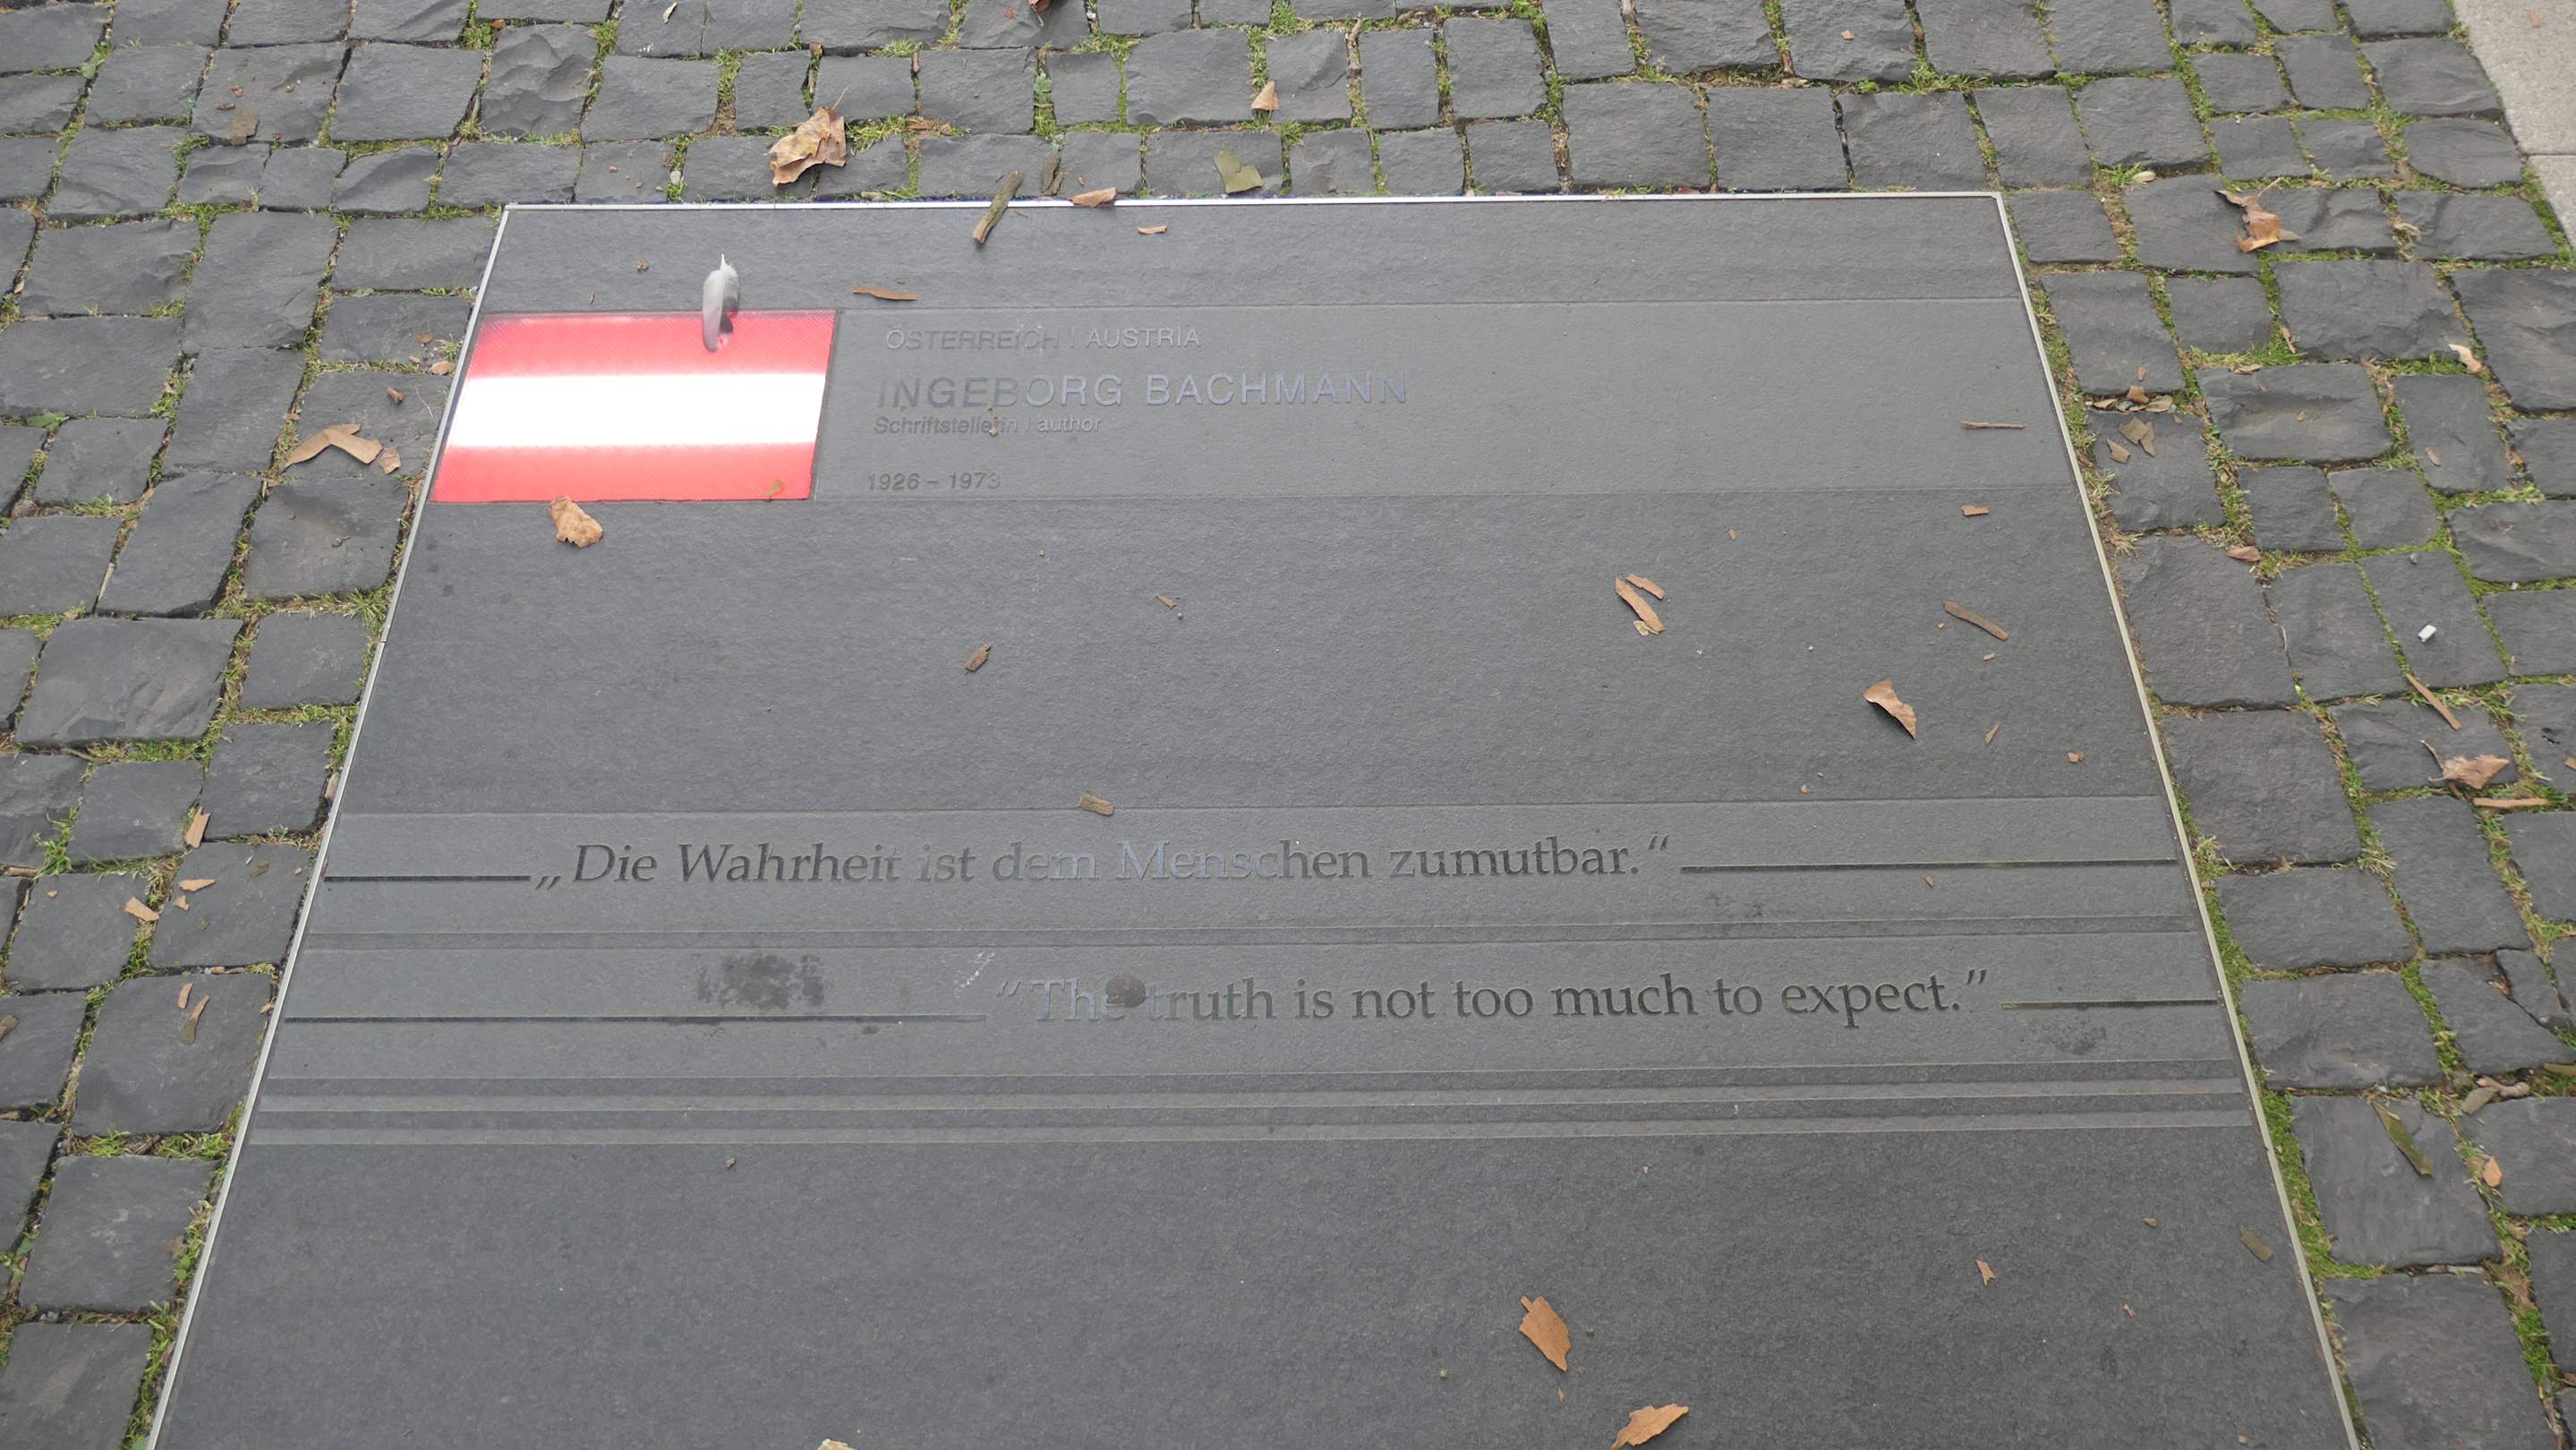 ÖSTERREICH | AUSTRIA
INGEBORG BACHMANN
Schriftstellerin | author
1926 – 1973
„Die Wahrheit ist dem Menschen zumutbar.“
“The truth is not too much to expect.”